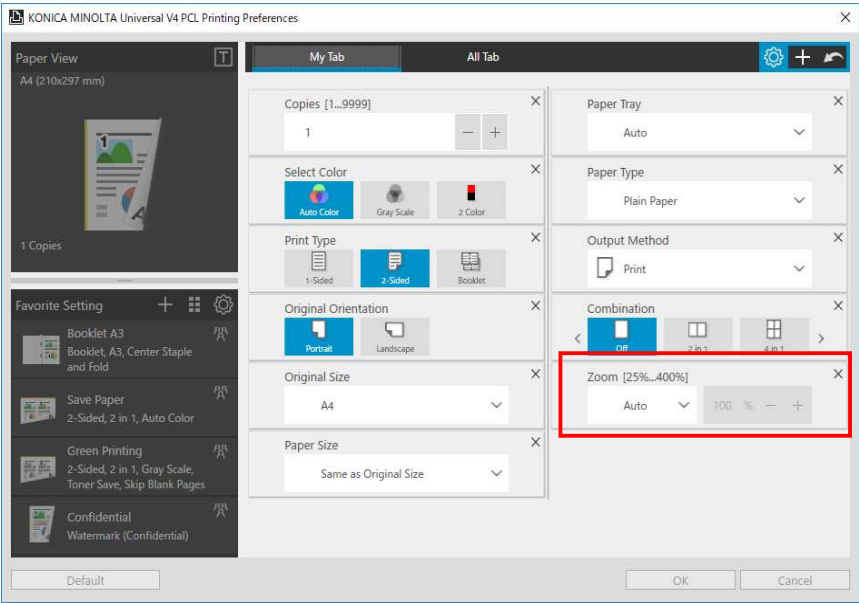 KONICA MINOLTA Universal V4 PCL Printing Preferences
Paper View
A4 (210x297 mm)
1
1 Copies
Favorite Setting
Booklet A3
Booklet, A3, Center Staple
and Fold
Save Paper
2-Sided, 2 in 1, Auto Color
Green Printing
2-Sided, 2 in 1, Gray Scale,
Toner Save, Skip Blank Pages
Confidential
Watermark (Confidential)
Default
My Tab
All Tab
Copies [1...9999]
1
Select Color
Auto Color
Gray Scale
2 Color
Print Type
1-Sided
2-Sided
Booklet
Original Orientation
Portrait
Landscape
Original Size
A4
Paper Size
Same as Original Size
Paper Tray
Auto
Paper Type
Plain Paper
Output Method
Print
Combination
Off
2 in 1
4 in 1
Zoom [25%...400%]
Auto
100 %
OK
Cancel